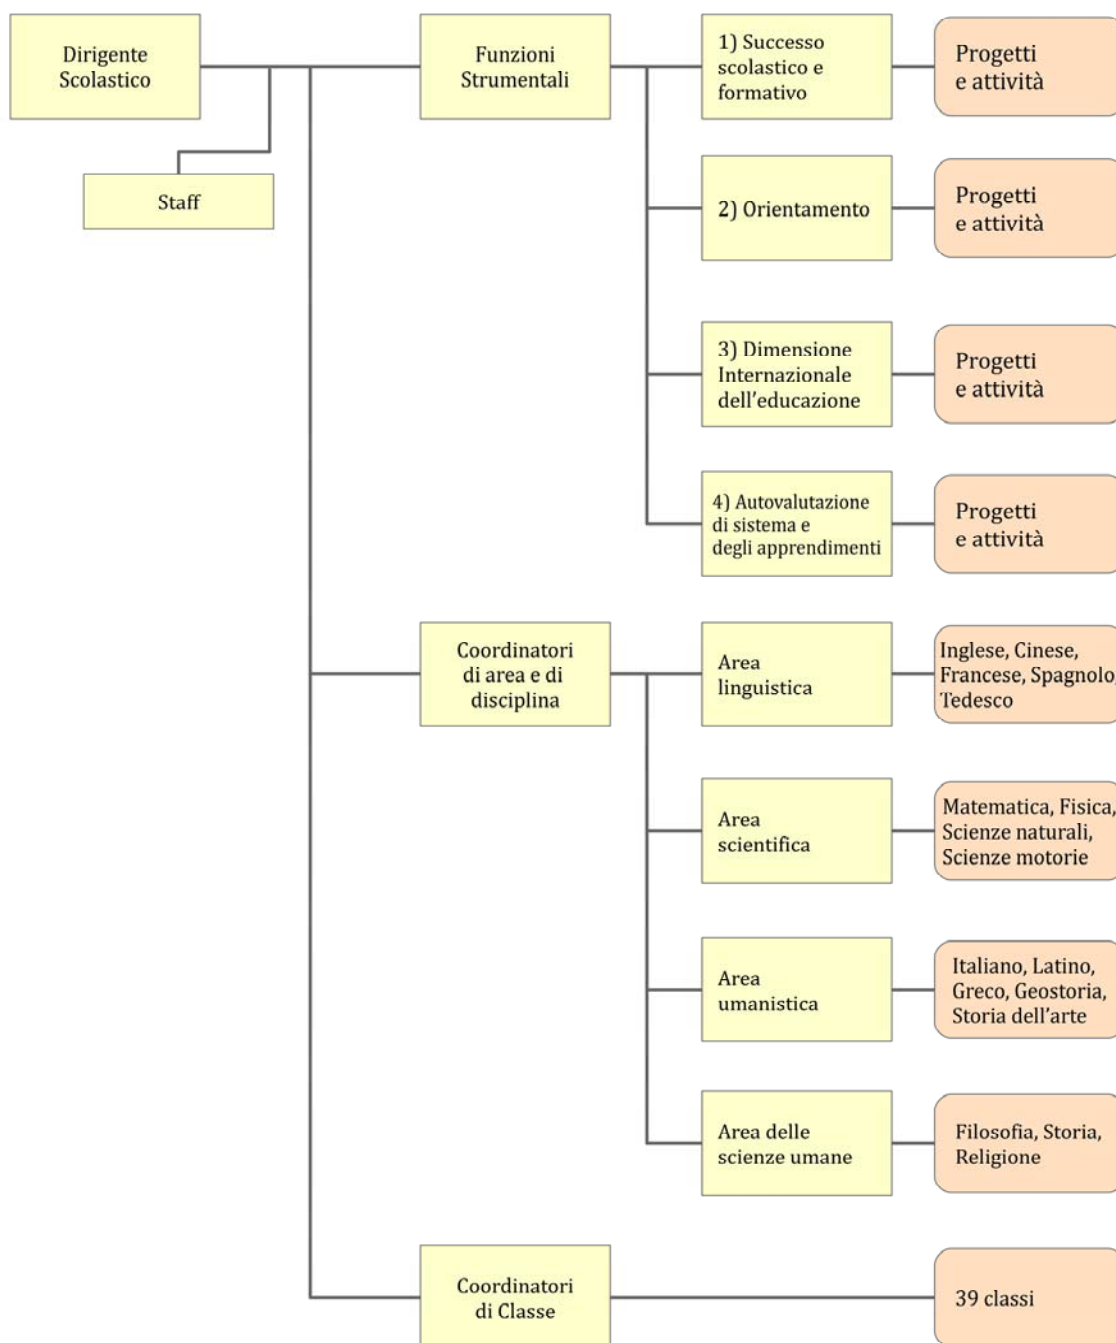 Dirigente
Scolastico
Staff
Funzioni
Strumentali
1) Successo
scolastico e
formativo
Progetti
e attività
2) Orientamento
Progetti
e attività
3) Dimensione
Internazionale
dell’educazione
Progetti
e attività
4) Autovalutazione
di sistema e
degli apprendimenti
Progetti
e attività
Coordinatori
di area e di
disciplina
Area
linguistica
Inglese, Cinese,
Francese, Spagnolo,
Tedesco
Area
scientifica
Matematica, Fisica,
Scienze naturali,
Scienze motorie
Area
umanistica
Italiano, Latino,
Greco, Geostoria,
Storia dell’arte
Area delle
scienze umane
Filosofia, Storia,
Religione
Coordinatori
di Classe
39 classi